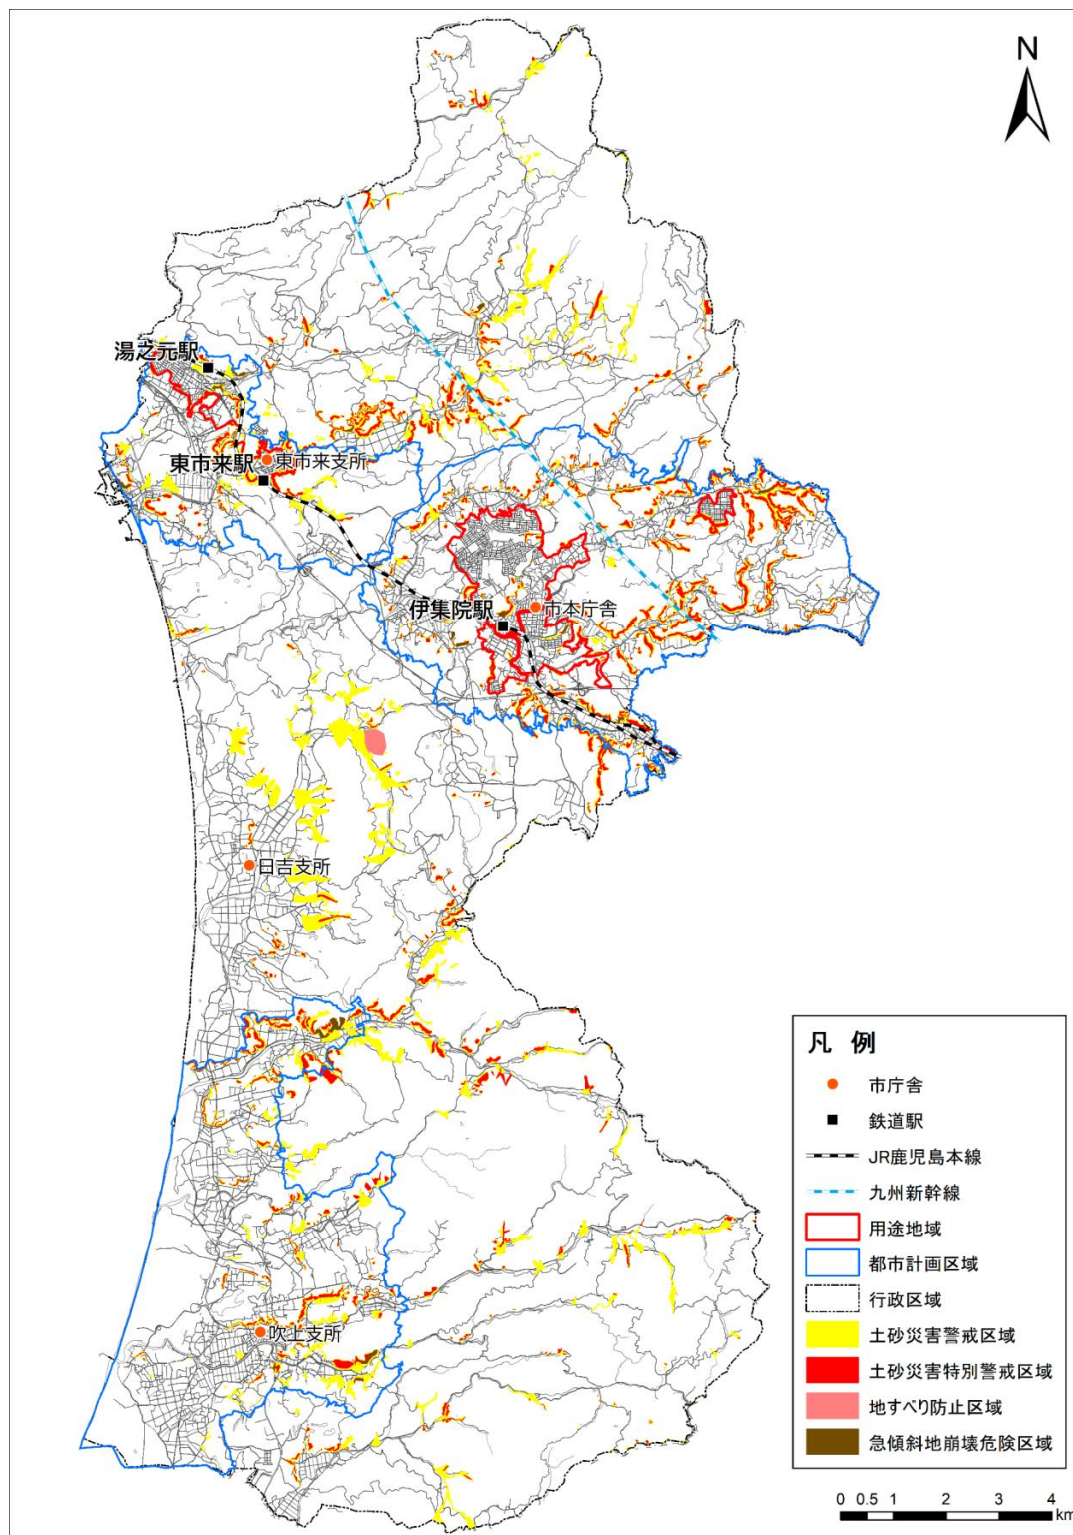 N
湯之元駅
東市来駅
東市来支所
伊集院駅
市本庁舎
日吉支所
吹上支所
凡 例
市庁舎
鉄道駅
JR鹿児島本線
九州新幹線
用途地域
都市計画区域
行政区域
土砂災害警戒区域
土砂災害特別警戒区域
地すべり防止区域
急傾斜地崩壊危険区域
0 0.5 1 2 3 4
km